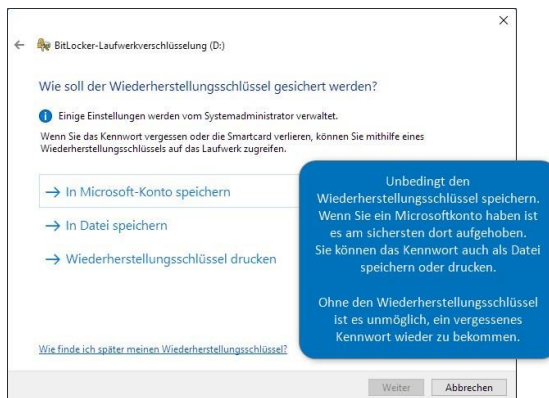 BitLocker-Laufwerkverschlüsselung (D:)
Wie soll der Wiederherstellungsschlüssel gesichert werden?
Einige Einstellungen werden vom Systemadministrator verwaltet.
Wenn Sie das Kennwort vergessen oder die Smartcard verlieren, können Sie mithilfe eines
Wiederherstellungsschlüssels auf das Laufwerk zugreifen.
→ In Microsoft-Konto speichern
→ In Datei speichern
→ Wiederherstellungsschlüssel drucken
Unbedingt den
Wiederherstellungsschlüssel speichern.
Wenn Sie ein Microsoftkonto haben ist
es am sichersten dort aufgehoben.
Sie können das Kennwort auch als Datei
speichern oder drucken.
Ohne den Wiederherstellungsschlüssel
ist es unmöglich, ein vergessenes
Kennwort wieder zu bekommen.
Wie finde ich später meinen Wiederherstellungsschlüssel?
Weiter Abbrechen